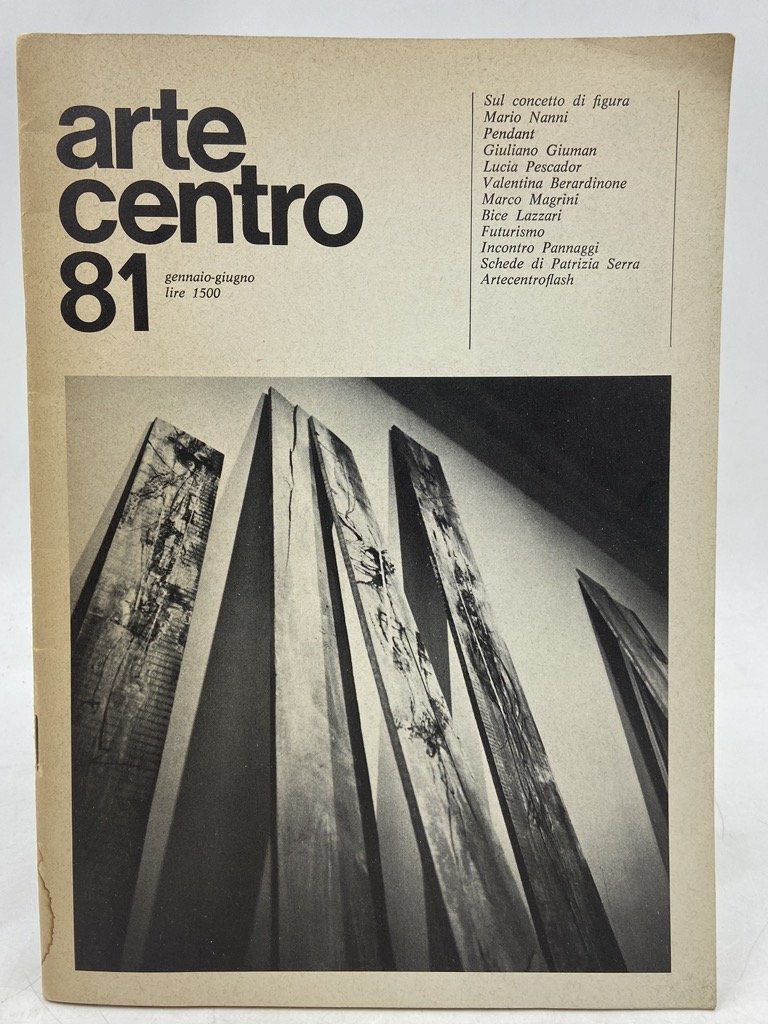 arte
centro
81
gennaio-giugno
lire 1500
Sul concetto di figura
Mario Nanni
Pendant
Giuliano Giuman
Lucia Pescador
Valentina Berardinone
Marco Magrini
Bice Lazzari
Futurismo
Incontro Pannaggi
Schede di Patrizia Serra
Artecentroflash